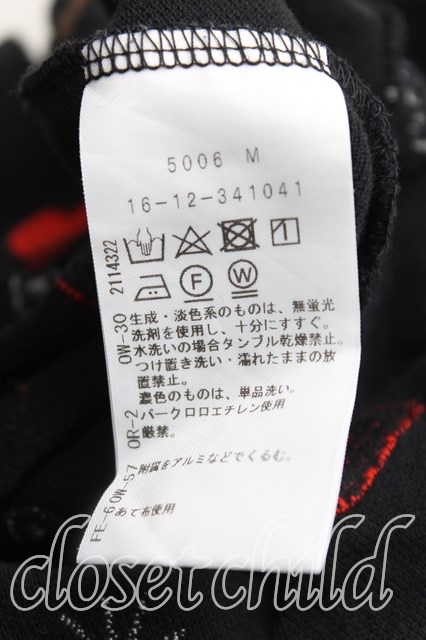 5006 M
16-12-341041
2114322
F
W
OW-30
生成・淡色系のものは、無蛍光
洗剤を使用し、十分にすすぐ。
水洗いの場合タンブル乾燥禁止。
つけ置き洗い・濡れたままの放
置禁止。
濃色のものは、単品洗い。
OR-2
パークロロエチレン使用
厳禁。
OW-57
附属をアルミなどでくるむ。
FE-6
あて布使用
closet child